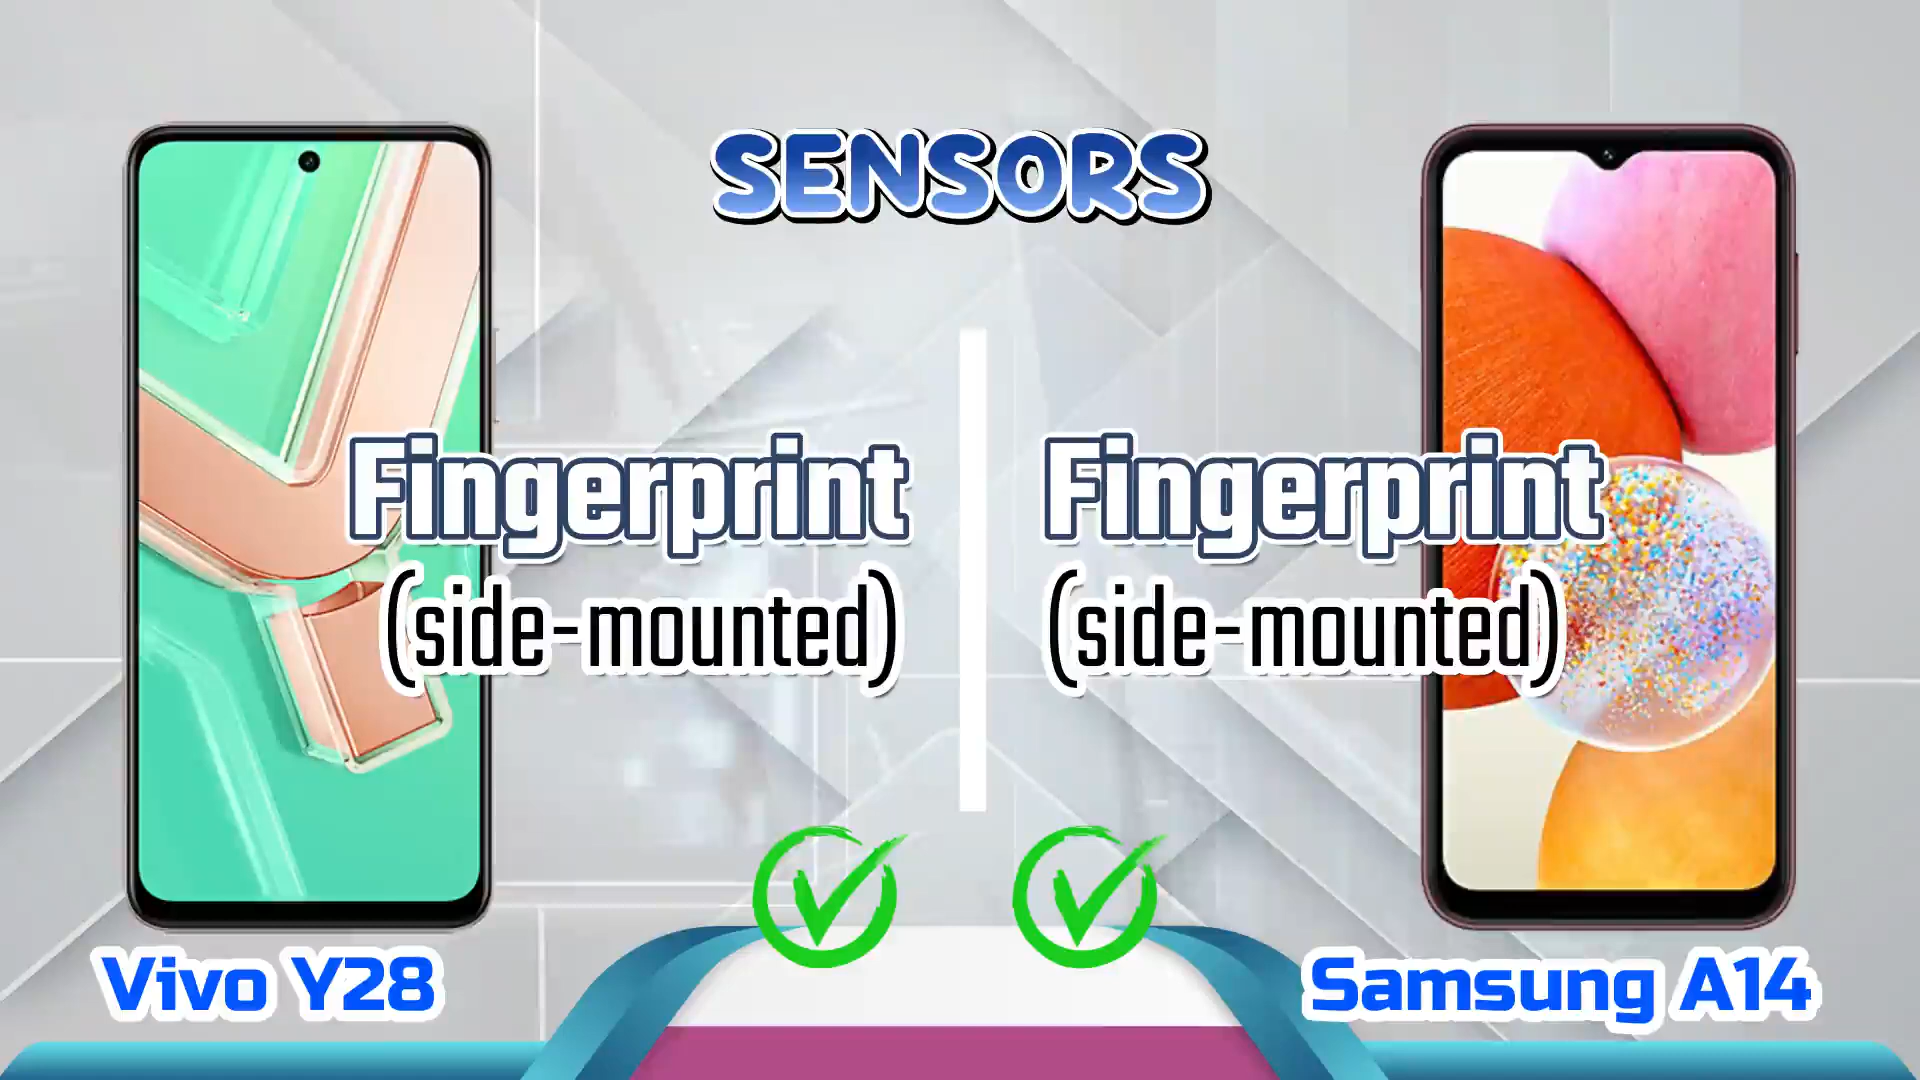 SENSORS
Fingerprint
(side-mounted)
Fingerprint
(side-mounted)
Vivo Y28
Samsung A14